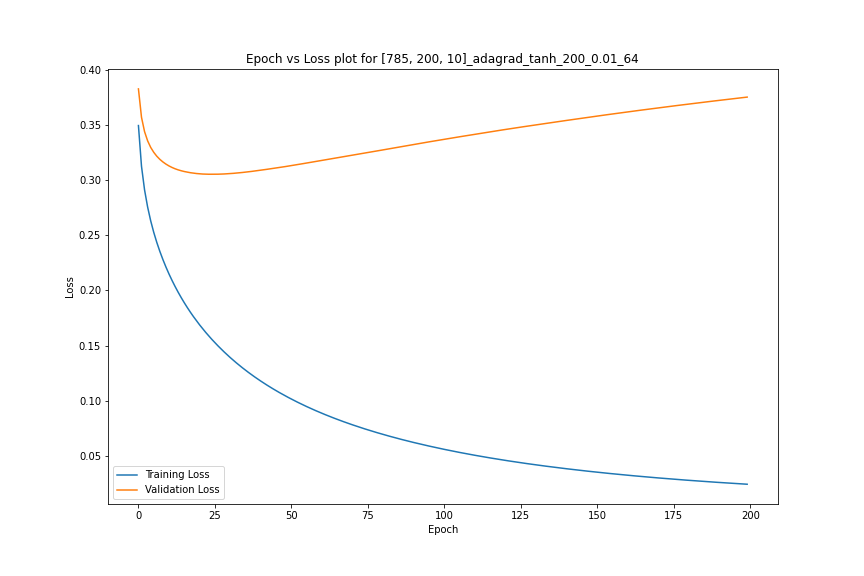 Epoch vs Loss plot for [785, 200, 10]_adagrad_tanh_200_0.01_64
0.40
0.35
0.30
0.25
0.20
0.15
0.10
0.05
Loss
Training Loss
Validation Loss
0 25 50 75 100 125 150 175 200
Epoch